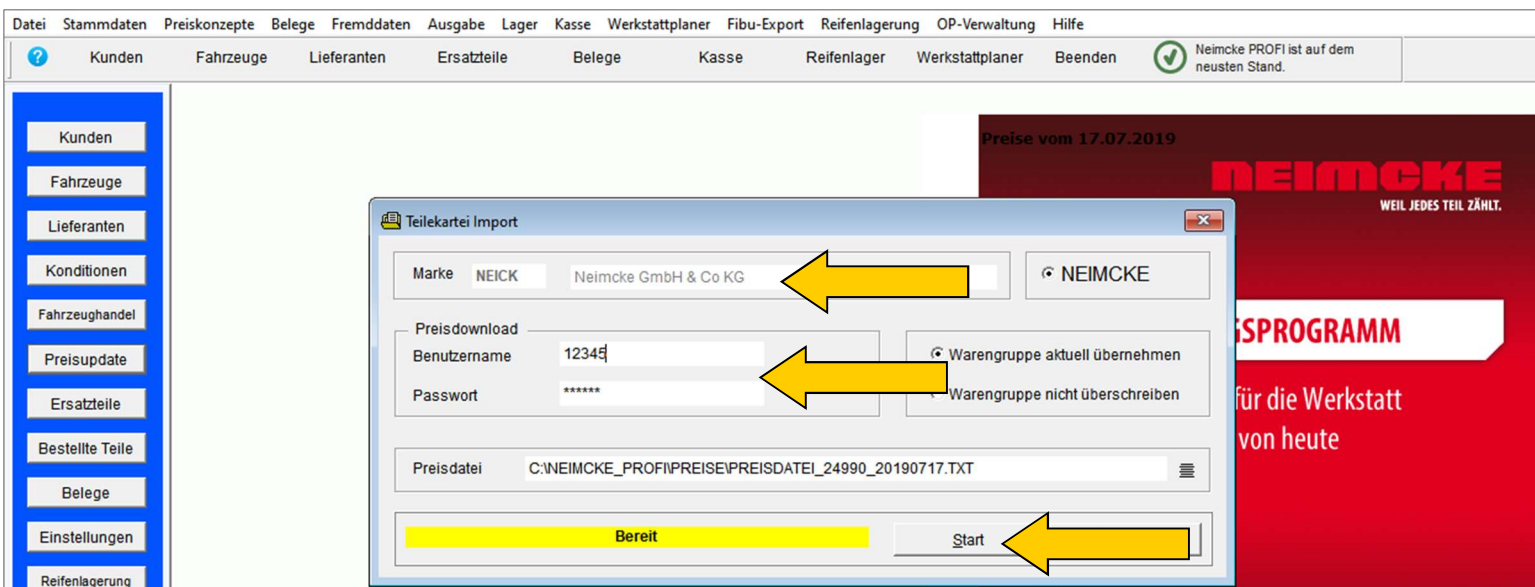 Datei Stammdaten Preiskonzepte Belege Fremddaten Ausgabe Lager Kasse Werkstattplaner Fibu-Export Reifenlagerung OP-Verwaltung Hilfe
Kunden Fahrzeuge Lieferanten Ersatzteile Belege Kasse Reifenlager Werkstattplaner Beenden Neimcke PROFI ist auf dem
neusten Stand.
Kunden
Fahrzeuge
Lieferanten
Konditionen
Fahrzeughandel
Preisupdate
Ersatzteile
Bestellte Teile
Belege
Einstellungen
Reifenlagerung
Preise vom 17.07.2019
NEIMCKE
WEIL JEDES TEIL ZÄHLT.
Teilekartei Import
Marke NEICK Neimcke GmbH & Co KG NEIMCKE
Preisdownload
Benutzername 12345
Passwort ******
Warengruppe aktuell übernehmen
Warengruppe nicht überschreiben
Preisdatei C:\NEIMCKE_PROFI\PREISE\PREISDATEI_24990_20190717.TXT
Bereit Start
GSPROGRAMM
für die Werkstatt
von heute